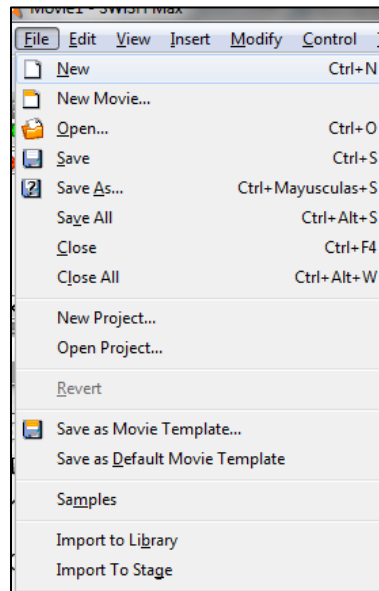 Movie1 - SWiSH Max
File Edit View Insert Modify Control
New Ctrl+N
New Movie...
Open... Ctrl+O
Save Ctrl+S
Save As... Ctrl+Mayusculas+S
Save All Ctrl+Alt+S
Close Ctrl+F4
Close All Ctrl+Alt+W
New Project...
Open Project...
Revert
Save as Movie Template...
Save as Default Movie Template
Samples
Import to Library
Import To Stage